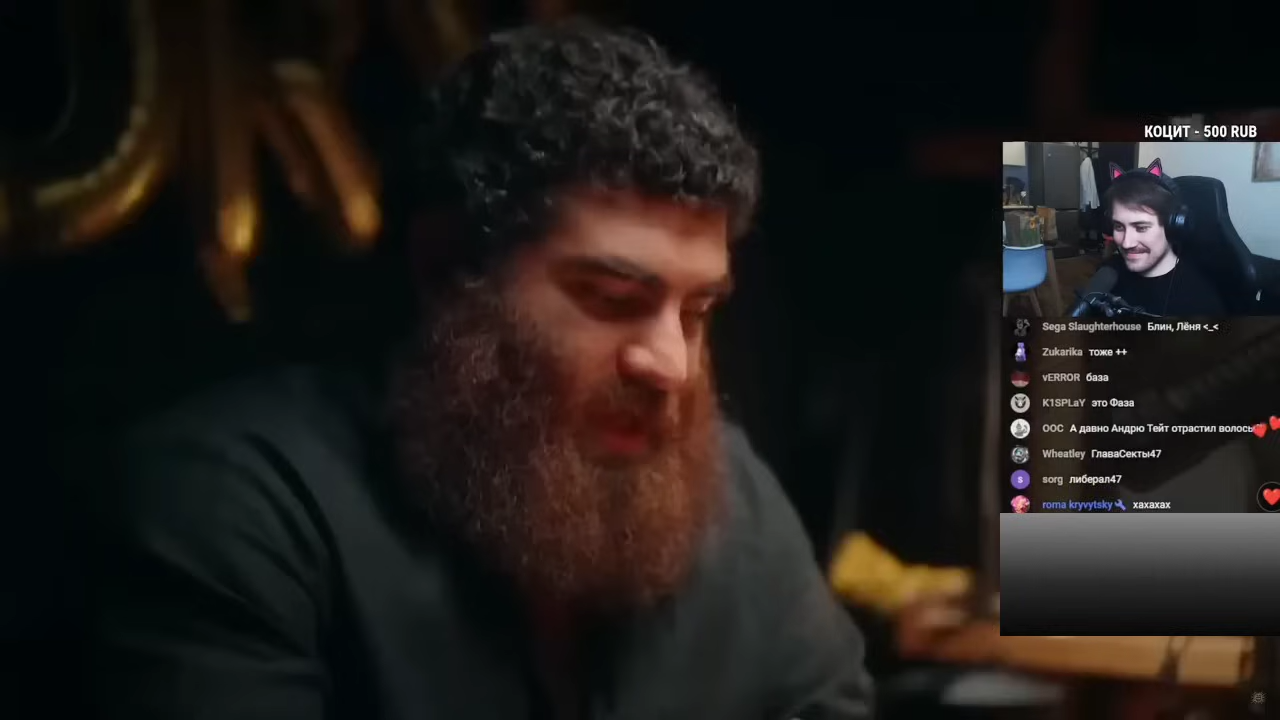 КОЦИТ - 500 RUB
Sega Slaughterhouse Блин, Лёня <_<
Zukarika тоже ++
vERROR база
K1SPLaY это Фаза
OOC А давно Андрю Тейт отрастил волосы
Wheatley ГлаваСекты47
s sorg либерал47
roma kryvytsky хахахах